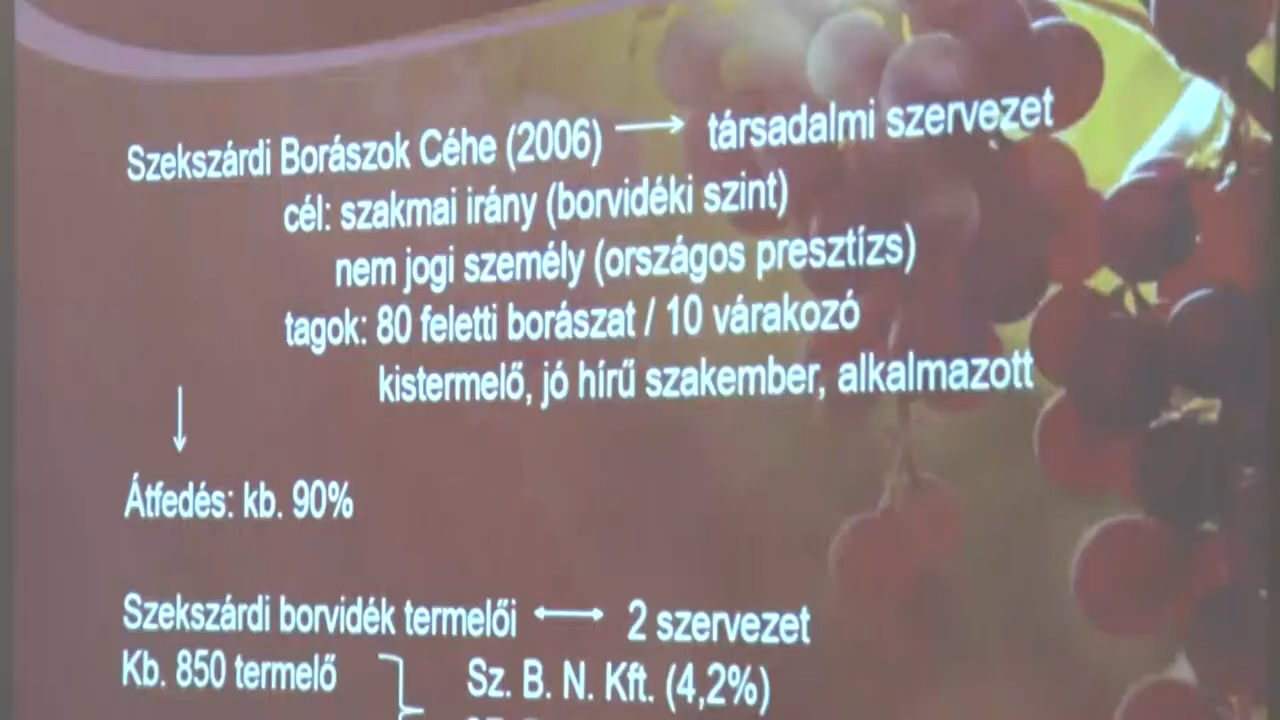 Szekszárdi Borászok Céhe (2006) → társadalmi szervezet
cél: szakmai irány (borvidéki szint)
nem jogi személy (országos presztízs)
tagok: 80 feletti borászat / 10 várakozó
kistermelő, jó hírű szakember, alkalmazott
↓
Átfedés: kb. 90%
Szekszárdi borvidék termelői ↔ 2 szervezet
Kb. 850 termelő Sz. B. N. Kft. (4,2%)